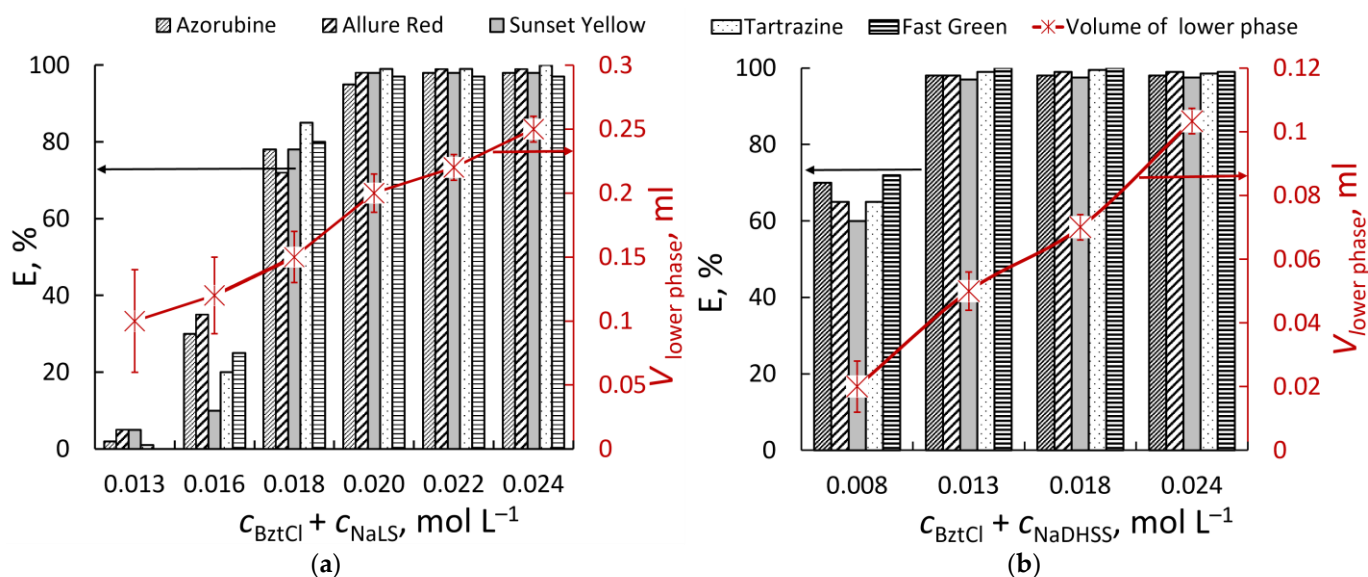 Azorubine Allure Red Sunset Yellow Tartrazine Fast Green Volume of lower phase
100
80
60
40
20
0
E, %
0.3
0.25
0.2
0.15
0.1
0.05
0
V lower phase, ml
0.013 0.016 0.018 0.020 0.022 0.024
cBztCl + cNaLS, mol L–1
(a)
100
80
60
40
20
0
E, %
0.12
0.1
0.08
0.06
0.04
0.02
0
V lower phase, ml
0.008 0.013 0.018 0.024
cBztCl + cNaDHSS, mol L–1
(b)